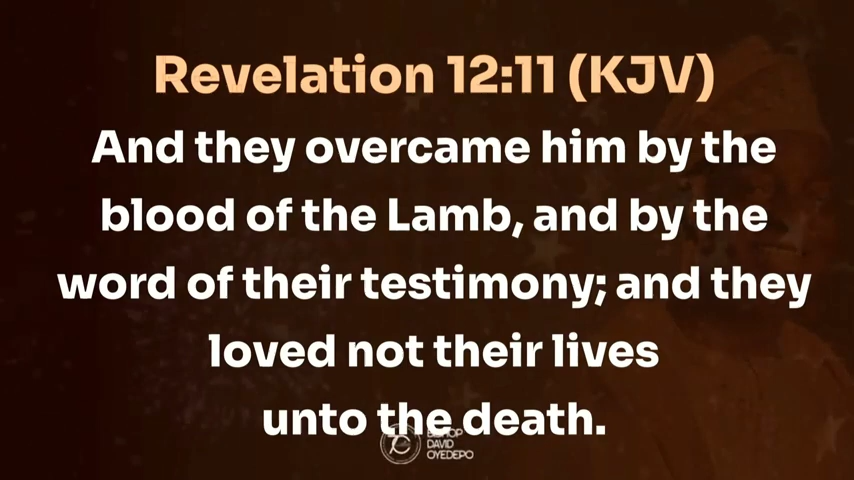 Revelation 12:11 (KJV)
And they overcame him by the
blood of the Lamb, and by the
word of their testimony; and they
loved not their lives
unto the death.
BISHOP
DAVID
OYEDEPO